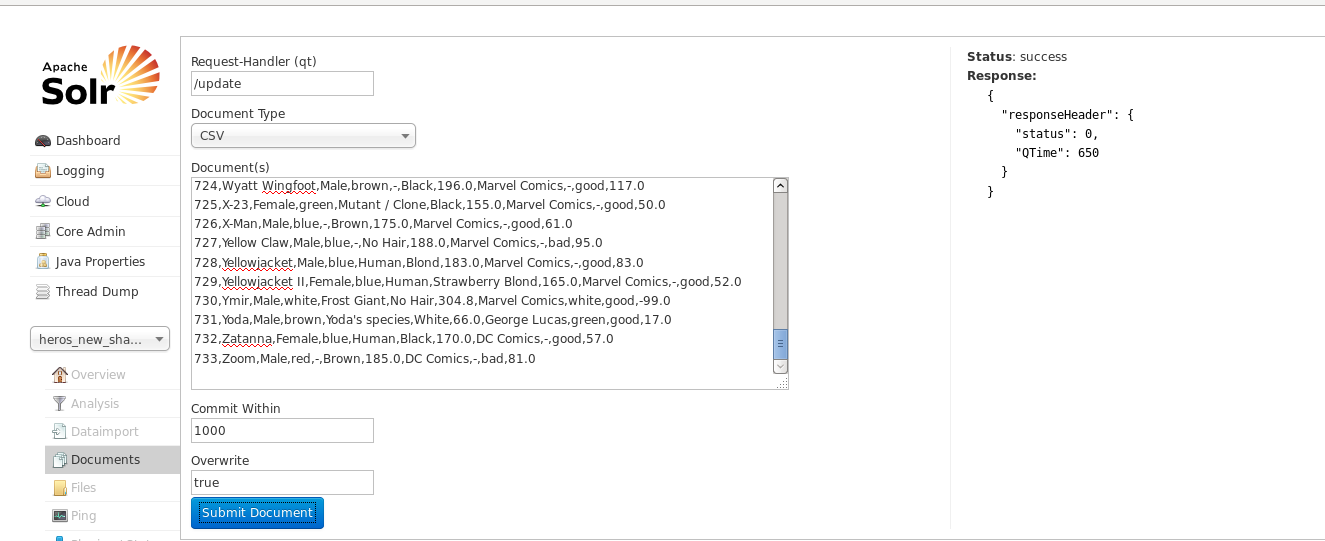 Apache
Solr
Dashboard
Logging
Cloud
Core Admin
Java Properties
Thread Dump
heros_new_sha...
Overview
Analysis
Dataimport
Documents
Files
Ping
Request-Handler (qt)
/update
Document Type
CSV
Document(s)
724,Wyatt Wingfoot,Male,brown,-,Black,196.0,Marvel Comics,-,good,117.0
725,X-23,Female,green,Mutant / Clone,Black,155.0,Marvel Comics,-,good,50.0
726,X-Man,Male,blue,-,Brown,175.0,Marvel Comics,-,good,61.0
727,Yellow Claw,Male,blue,-,No Hair,188.0,Marvel Comics,-,bad,95.0
728,Yellowjacket,Male,blue,Human,Blond,183.0,Marvel Comics,-,good,83.0
729,Yellowjacket II,Female,blue,Human,Strawberry Blond,165.0,Marvel Comics,-,good,52.0
730,Ymir,Male,white,Frost Giant,No Hair,304.8,Marvel Comics,white,good,-99.0
731,Yoda,Male,brown,Yoda's species,White,66.0,George Lucas,green,good,17.0
732,Zatanna,Female,blue,Human,Black,170.0,DC Comics,-,good,57.0
733,Zoom,Male,red,-,Brown,185.0,DC Comics,-,bad,81.0
Commit Within
1000
Overwrite
true
Submit Document
Status: success
Response:
{
"responseHeader": {
"status": 0,
"QTime": 650
}
}